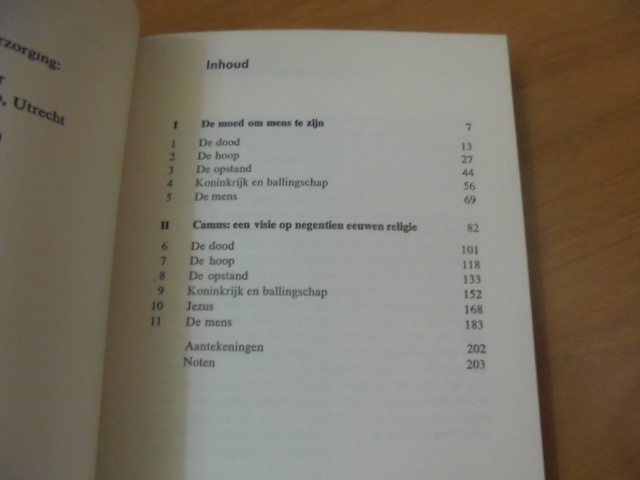 rzorging:
r
, Utrecht
Inhoud
I De moed om mens te zijn 7
1 De dood 13
2 De hoop 27
3 De opstand 44
4 Koninkrijk en ballingschap 56
5 De mens 69
II Camus: een visie op negentien eeuwen religie 82
6 De dood 101
7 De hoop 118
8 De opstand 133
9 Koninkrijk en ballingschap 152
10 Jezus 168
11 De mens 183
Aantekeningen 202
Noten 203